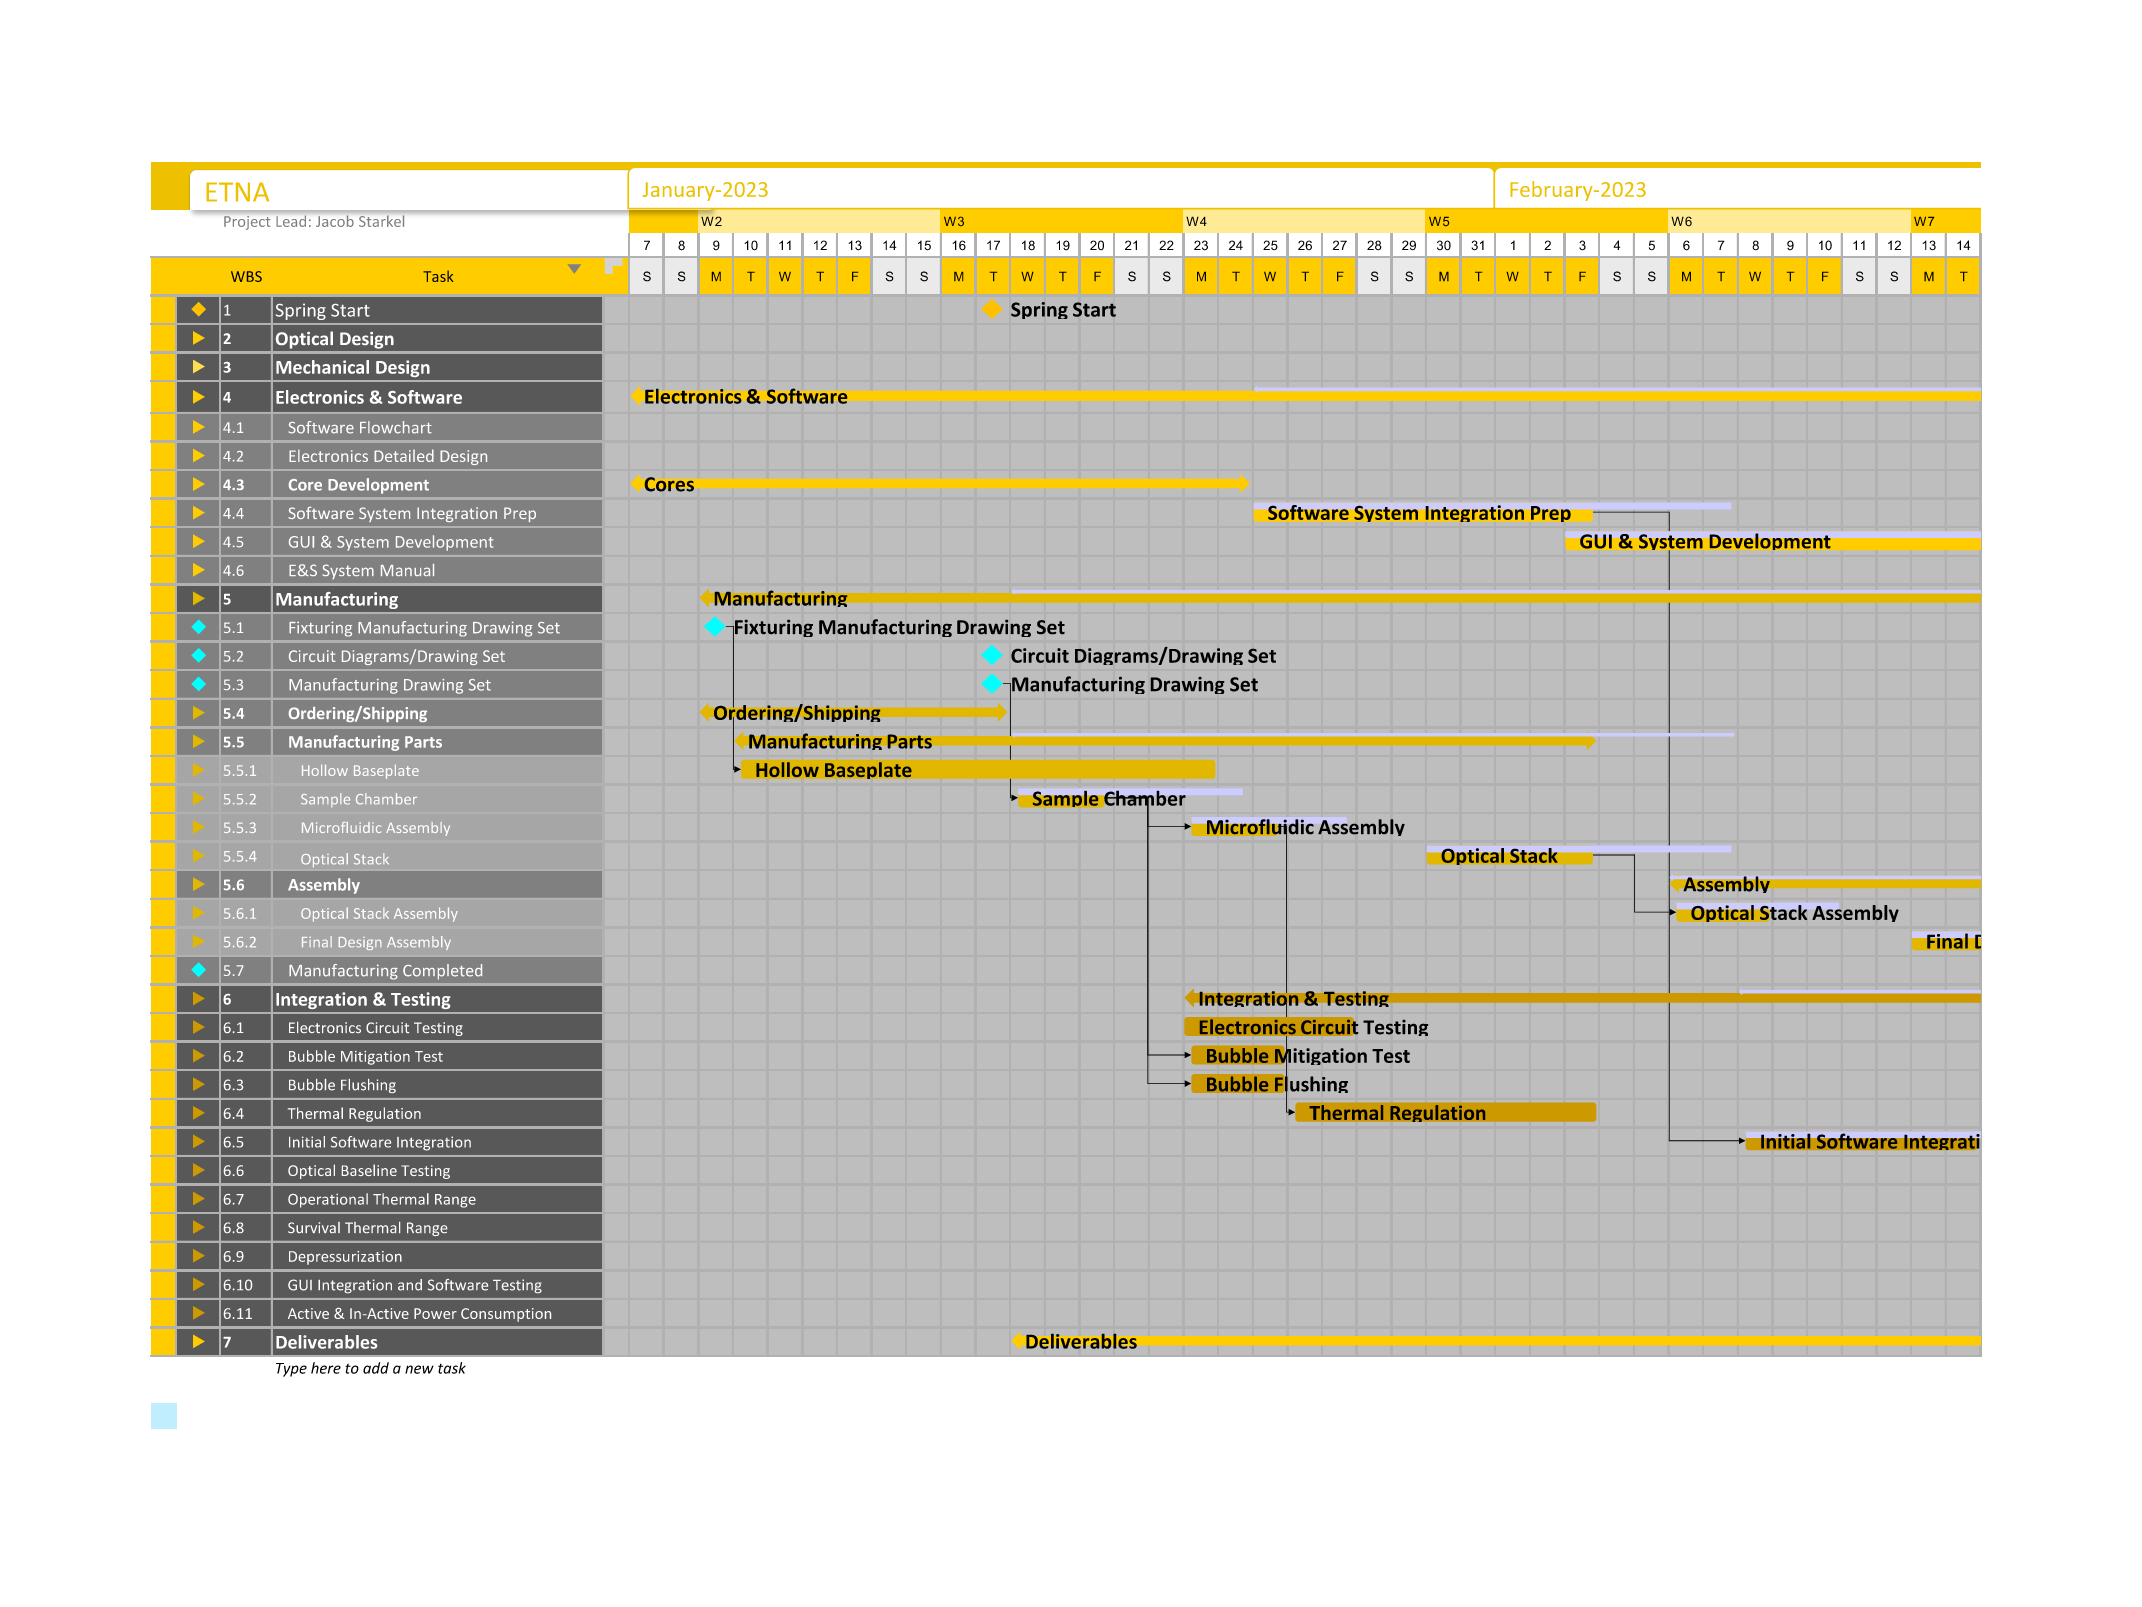 ETNA
January-2023
February-2023
Project Lead: Jacob Starkel
W2 W3 W4 W5 W6 W7
7 8 9 10 11 12 13 14 15 16 17 18 19 20 21 22 23 24 25 26 27 28 29 30 31 1 2 3 4 5 6 7 8 9 10 11 12 13 14
WBS Task S S M T W T F S S M T W T F S S M T W T F S S M T W T F S S M T W T F S S M T
1 Spring Start Spring Start
2 Optical Design
3 Mechanical Design
4 Electronics & Software Electronics & Software
4.1 Software Flowchart
4.2 Electronics Detailed Design
4.3 Core Development Cores
4.4 Software System Integration Prep Software System Integration Prep
4.5 GUI & System Development GUI & System Development
4.6 E&S System Manual
5 Manufacturing Manufacturing
5.1 Fixturing Manufacturing Drawing Set Fixturing Manufacturing Drawing Set
5.2 Circuit Diagrams/Drawing Set Circuit Diagrams/Drawing Set
5.3 Manufacturing Drawing Set Manufacturing Drawing Set
5.4 Ordering/Shipping Ordering/Shipping
5.5 Manufacturing Parts Manufacturing Parts
5.5.1 Hollow Baseplate Hollow Baseplate
5.5.2 Sample Chamber Sample Chamber
5.5.3 Microfluidic Assembly Microfluidic Assembly
5.5.4 Optical Stack Optical Stack
5.6 Assembly Assembly
5.6.1 Optical Stack Assembly Optical Stack Assembly
5.6.2 Final Design Assembly Final D
5.7 Manufacturing Completed
6 Integration & Testing Integration & Testing
6.1 Electronics Circuit Testing Electronics Circuit Testing
6.2 Bubble Mitigation Test Bubble Mitigation Test
6.3 Bubble Flushing Bubble Flushing
6.4 Thermal Regulation Thermal Regulation
6.5 Initial Software Integration Initial Software Integrati
6.6 Optical Baseline Testing
6.7 Operational Thermal Range
6.8 Survival Thermal Range
6.9 Depressurization
6.10 GUI Integration and Software Testing
6.11 Active & In-Active Power Consumption
7 Deliverables Deliverables
Type here to add a new task